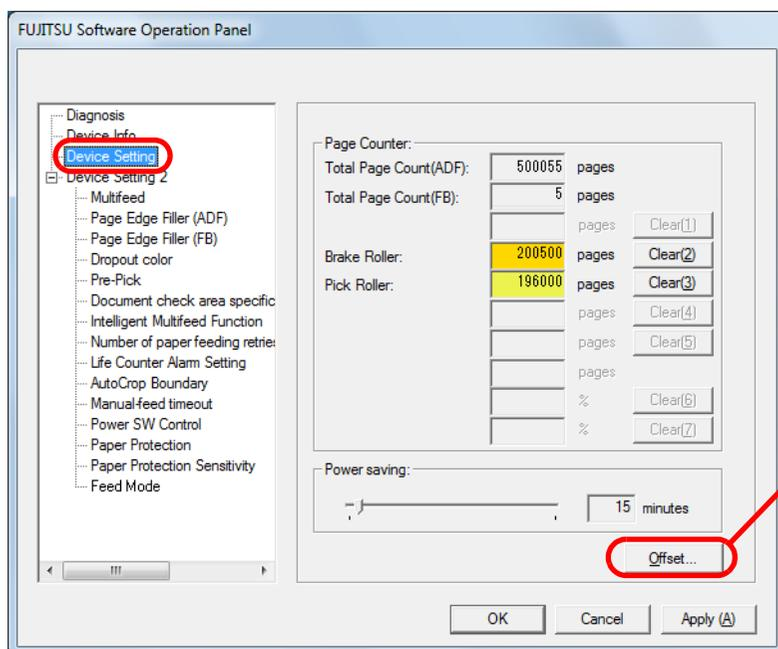 FUJITSU Software Operation Panel
Diagnosis
Device Info
Device Setting
Device Setting 2
Multifeed
Page Edge Filler (ADF)
Page Edge Filler (FB)
Dropout color
Pre-Pick
Document check area specific
Intelligent Multifeed Function
Number of paper feeding retries
Life Counter Alarm Setting
AutoCrop Boundary
Manual-feed timeout
Power SW Control
Paper Protection
Paper Protection Sensitivity
Feed Mode
Page Counter:
Total Page Count(ADF): 500055 pages
Total Page Count(FB): 5 pages
pages Clear(1)
Brake Roller: 200500 pages Clear(2)
Pick Roller: 196000 pages Clear(3)
pages Clear(4)
pages Clear(5)
pages
% Clear(6)
% Clear(7)
Power saving:
15 minutes
Offset...
OK Cancel Apply (A)